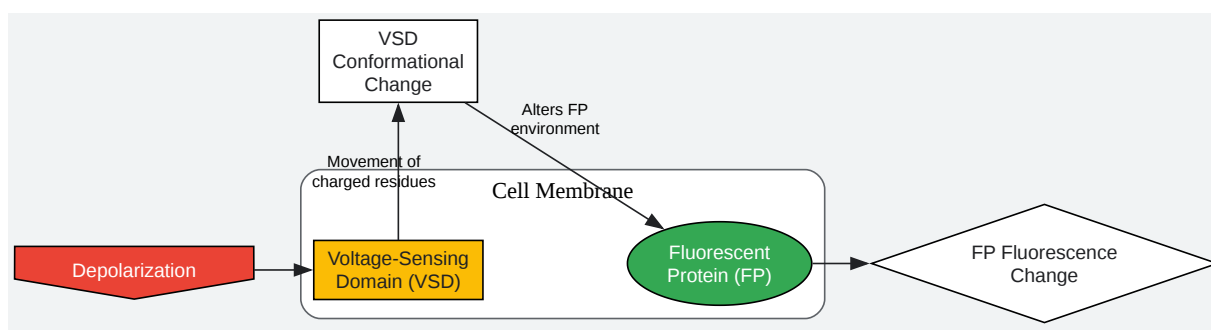 VSD
Conformational
Change
Alters FP
environment
Movement of
charged residues
Cell Membrane
Depolarization
Voltage-Sensing
Domain (VSD)
Fluorescent
Protein (FP)
FP Fluorescence
Change